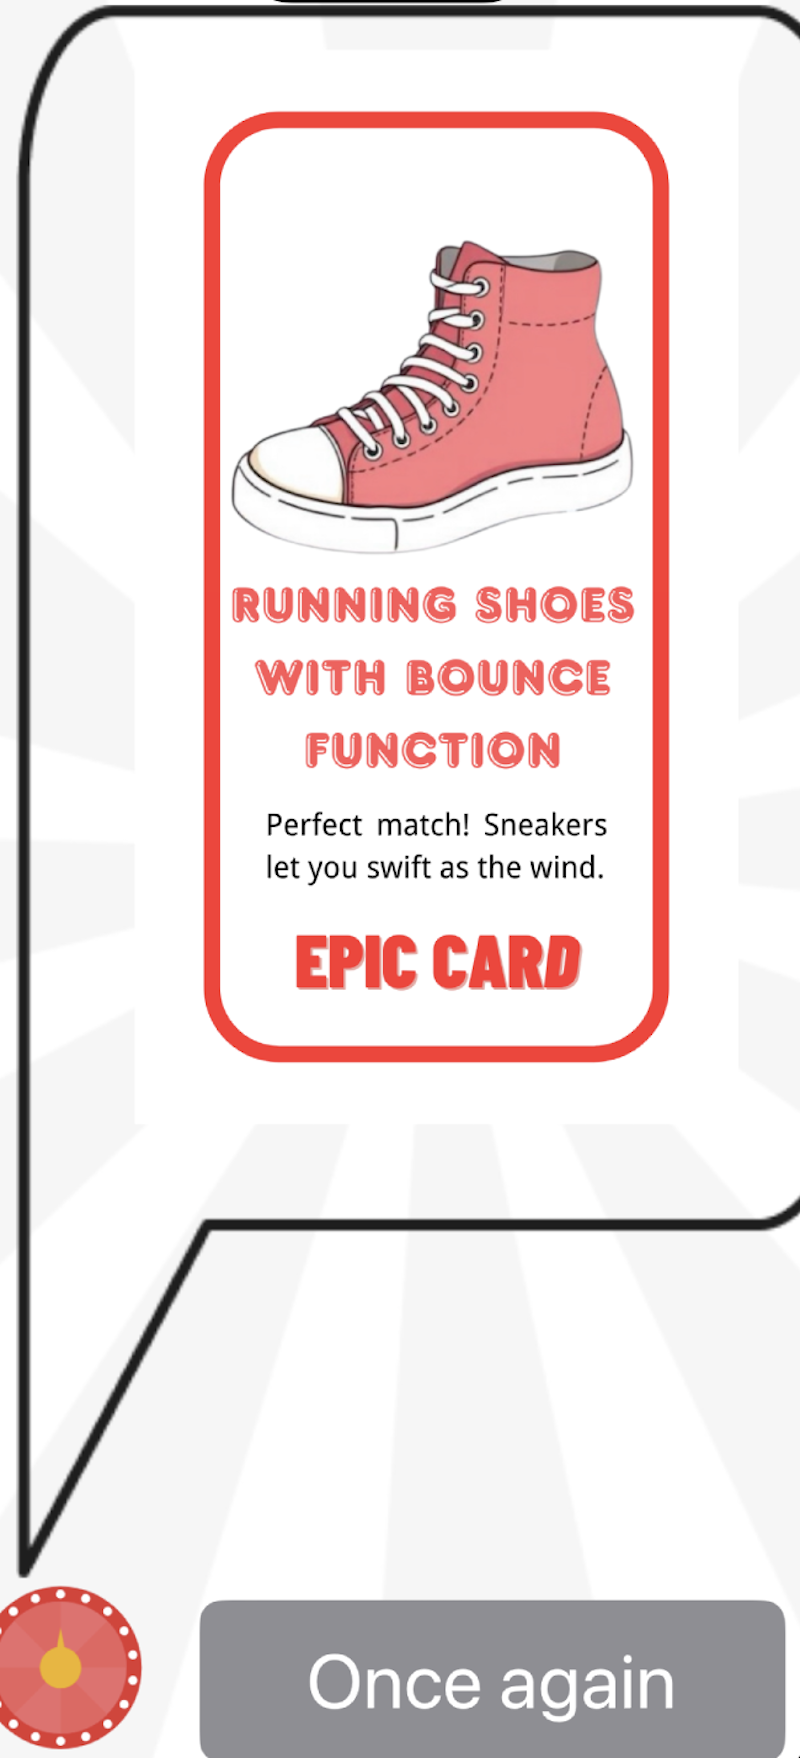 RUNNING SHOES
WITH BOUNCE
FUNCTION
Perfect match! Sneakers
let you swift as the wind.
EPIC CARD
Once again